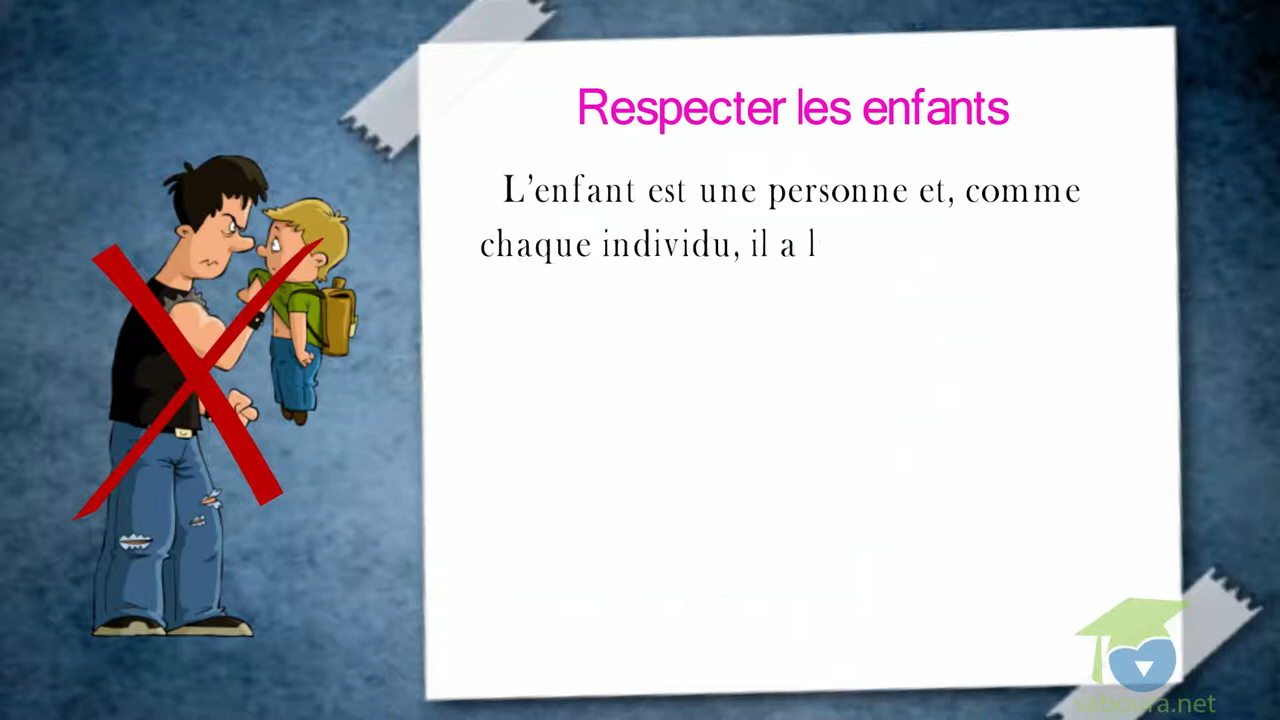 Respecter les enfants
L'enfant est une personne et, comme
chaque individu, il a l
saboura.net